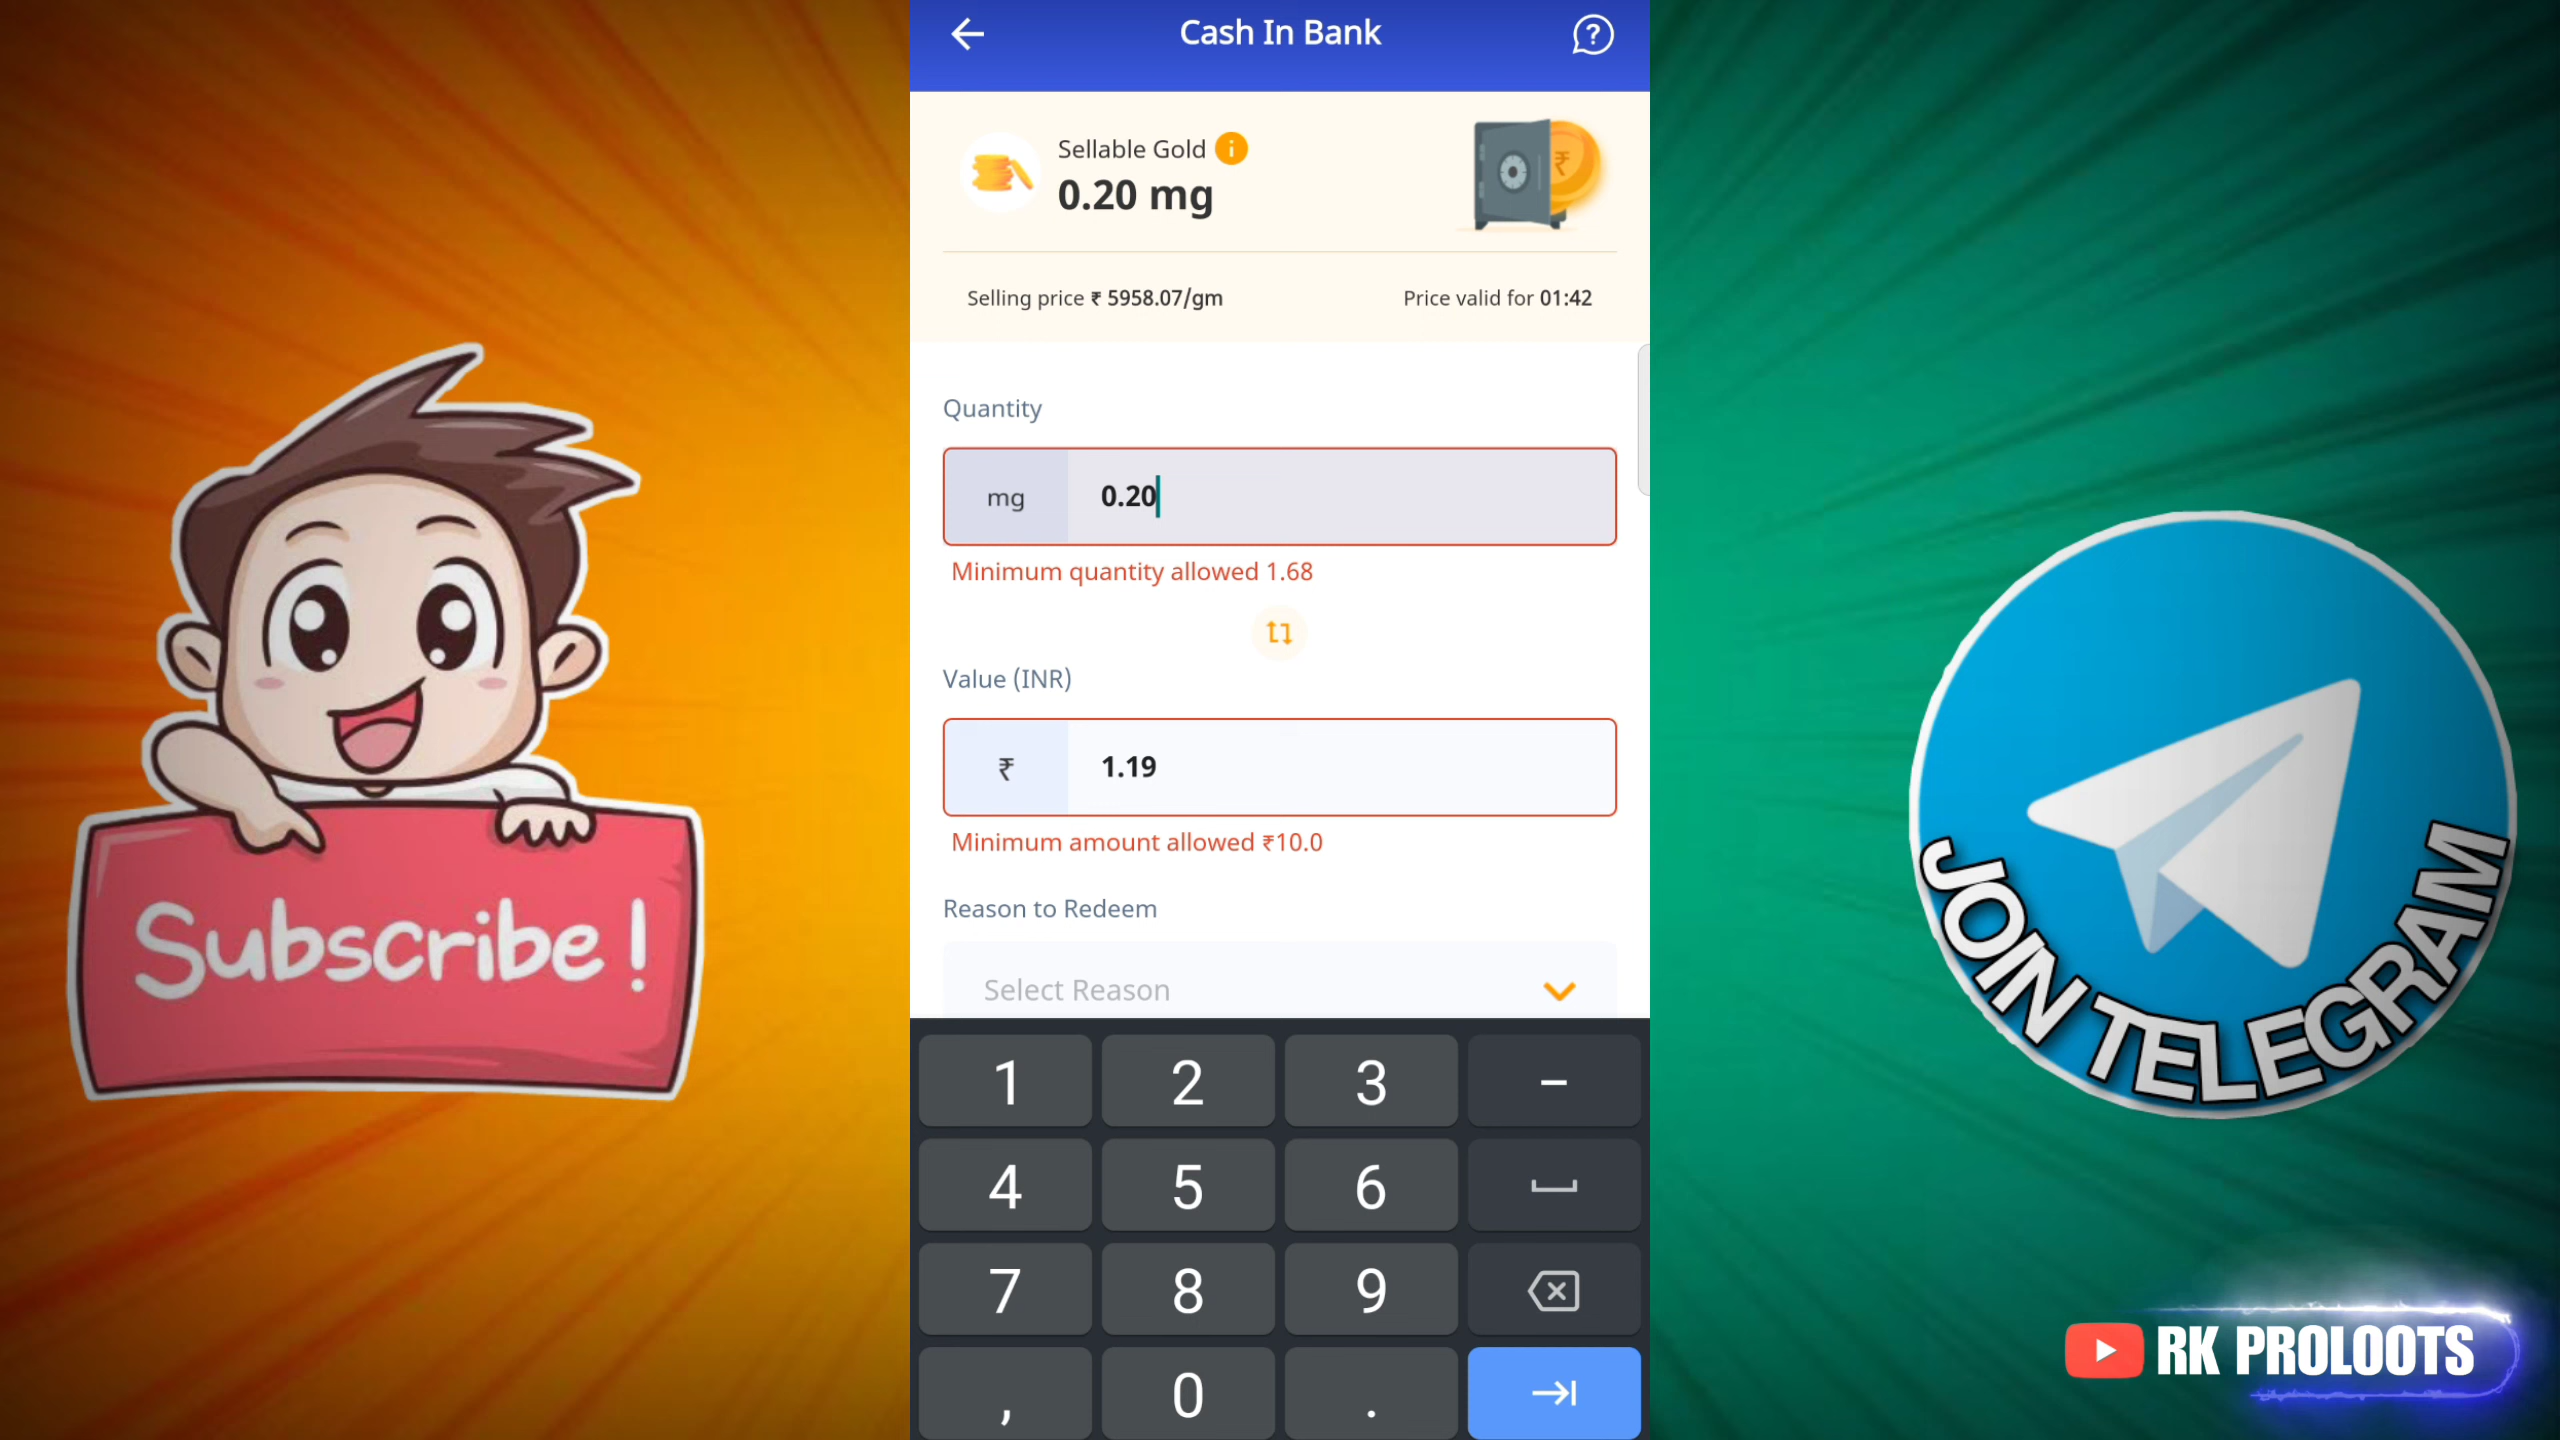 Cash In Bank
Sellable Gold
0.20 mg
Selling price ₹ 5958.07/gm
Price valid for 01:42
Quantity
mg 0.20
Minimum quantity allowed 1.68
Value (INR)
₹ 1.19
Minimum amount allowed ₹10.0
Reason to Redeem
Select Reason
1 2 3 -
4 5 6
7 8 9
, 0 .
Subscribe!
JOIN TELEGRAM
RK PROLOOTS